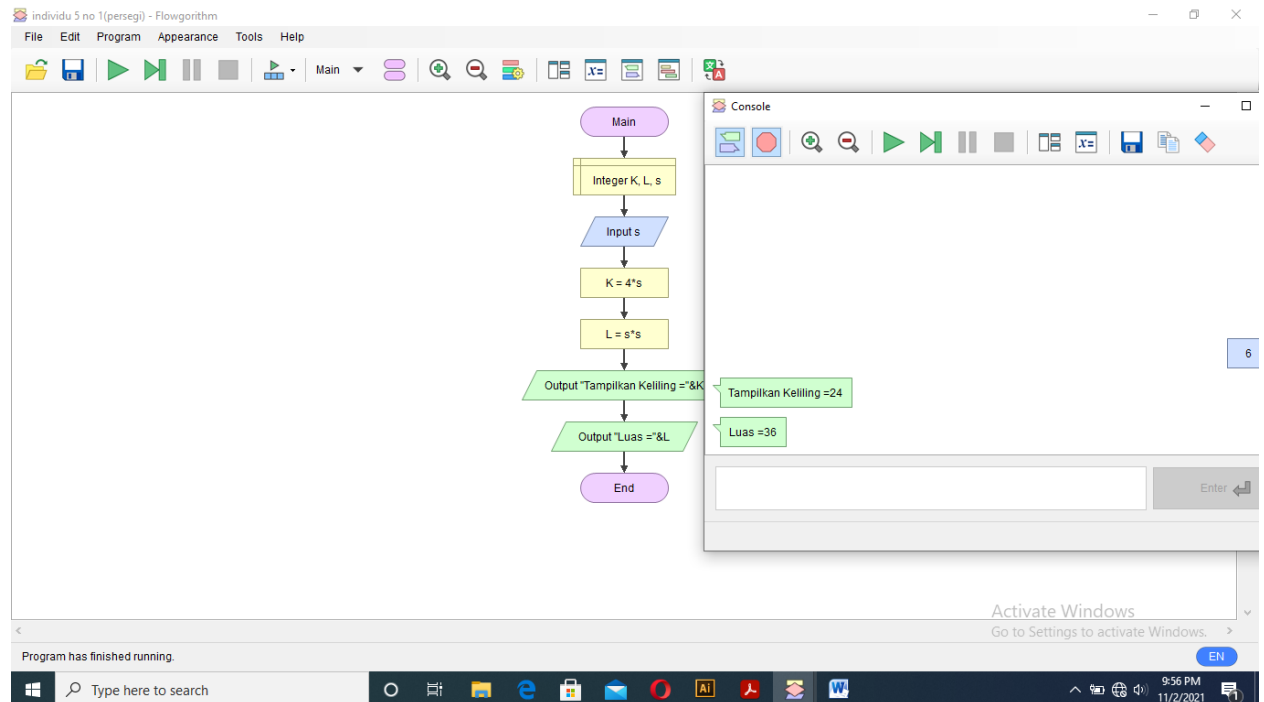 individu 5 no 1(persegi) - Flowgorithm
File Edit Program Appearance Tools Help
Main
Main
Integer K, L, s
Input s
K = 4*s
L = s*s
Output "Tampilkan Keliling ="&K
Output "Luas ="&L
End
Console
6
Tampilkan Keliling =24
Luas =36
Enter
Activate Windows
Go to Settings to activate Windows.
Program has finished running.
EN
Type here to search
9:56 PM
11/2/2021